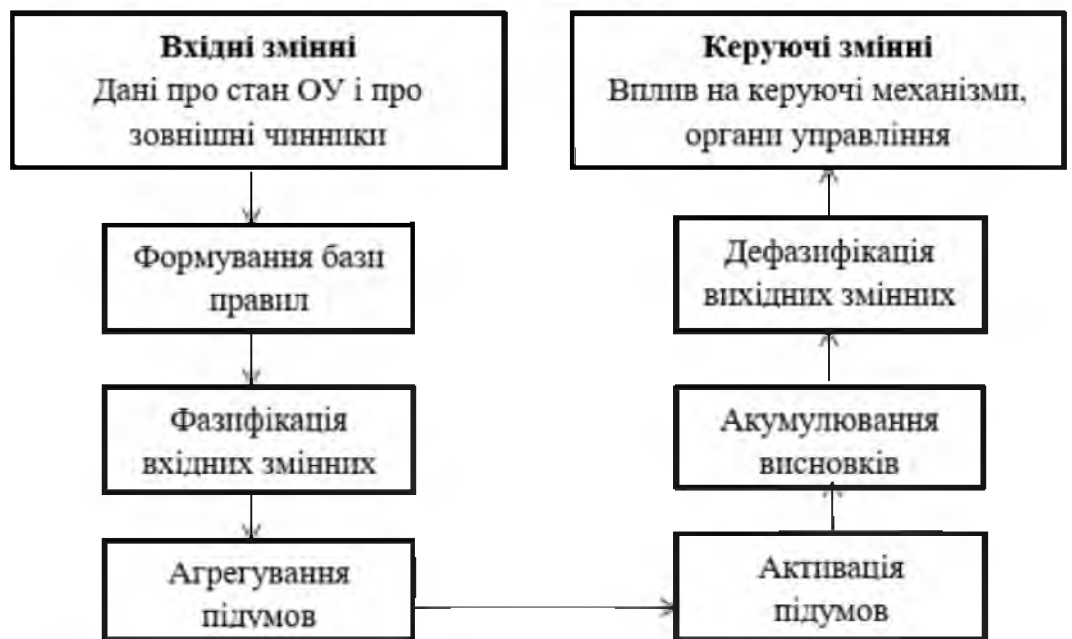 Вхідні змінні
Дані про стан ОУ і про
зовнішні чинники
Формування бази
правил
Фазифікація
вхідних змінних
Агрегування
підумов
Активація
підумов
Акумулювання
висновків
Дефазифікація
вихідних змінних
Керуючі змінні
Вплив на керуючі механізми,
органи управління